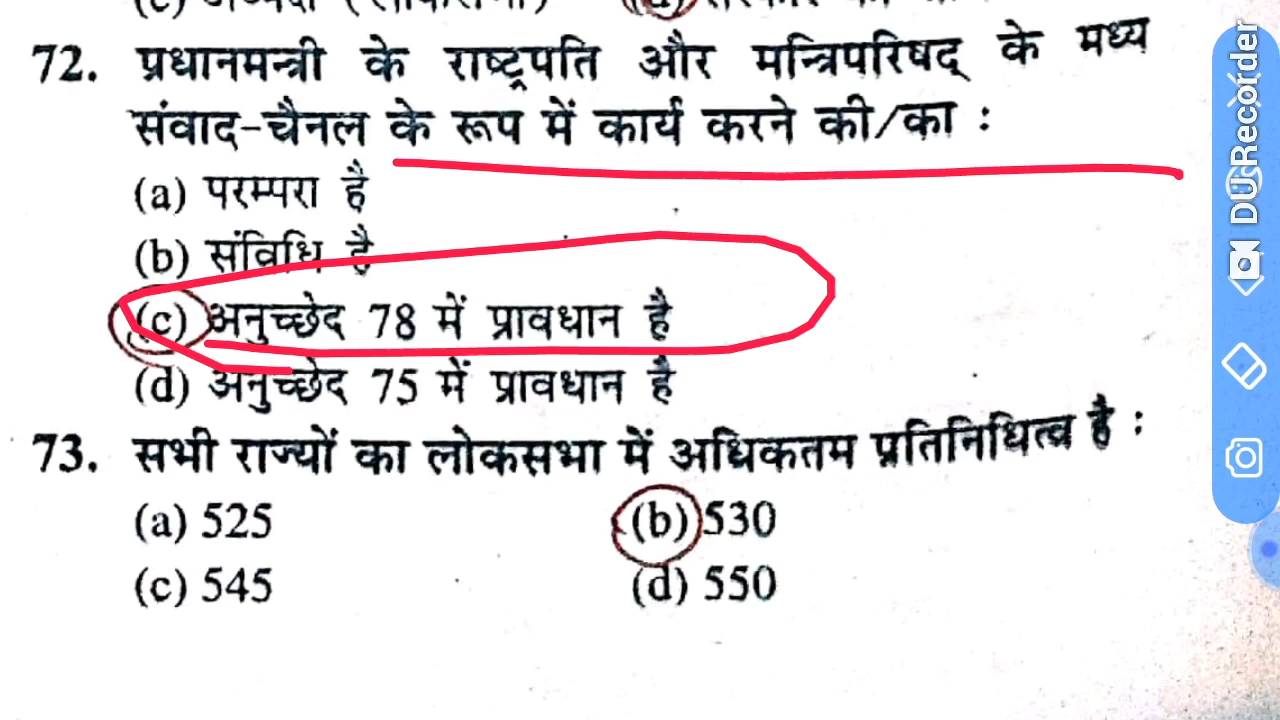 72. प्रधानमन्त्री के राष्ट्रपति और मन्त्रिपरिषद् के मध्य
संवाद-चैनल के रूप में कार्य करने की/का :
(a) परम्परा है
(b) संविधि है
(c) अनुच्छेद 78 में प्रावधान है
(d) अनुच्छेद 75 में प्रावधान है
73. सभी राज्यों का लोकसभा में अधिकतम प्रतिनिधित्व है :
(a) 525 (b) 530
(c) 545 (d) 550
DU Recorder